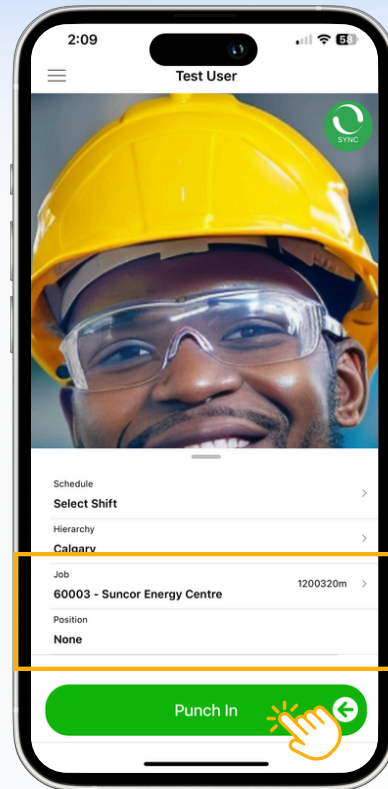 2:09
58
Test User
SYNC
Schedule
Select Shift
Hierarchy
Calgary
Job
60003 - Suncor Energy Centre
1200320m
Position
None
Punch In